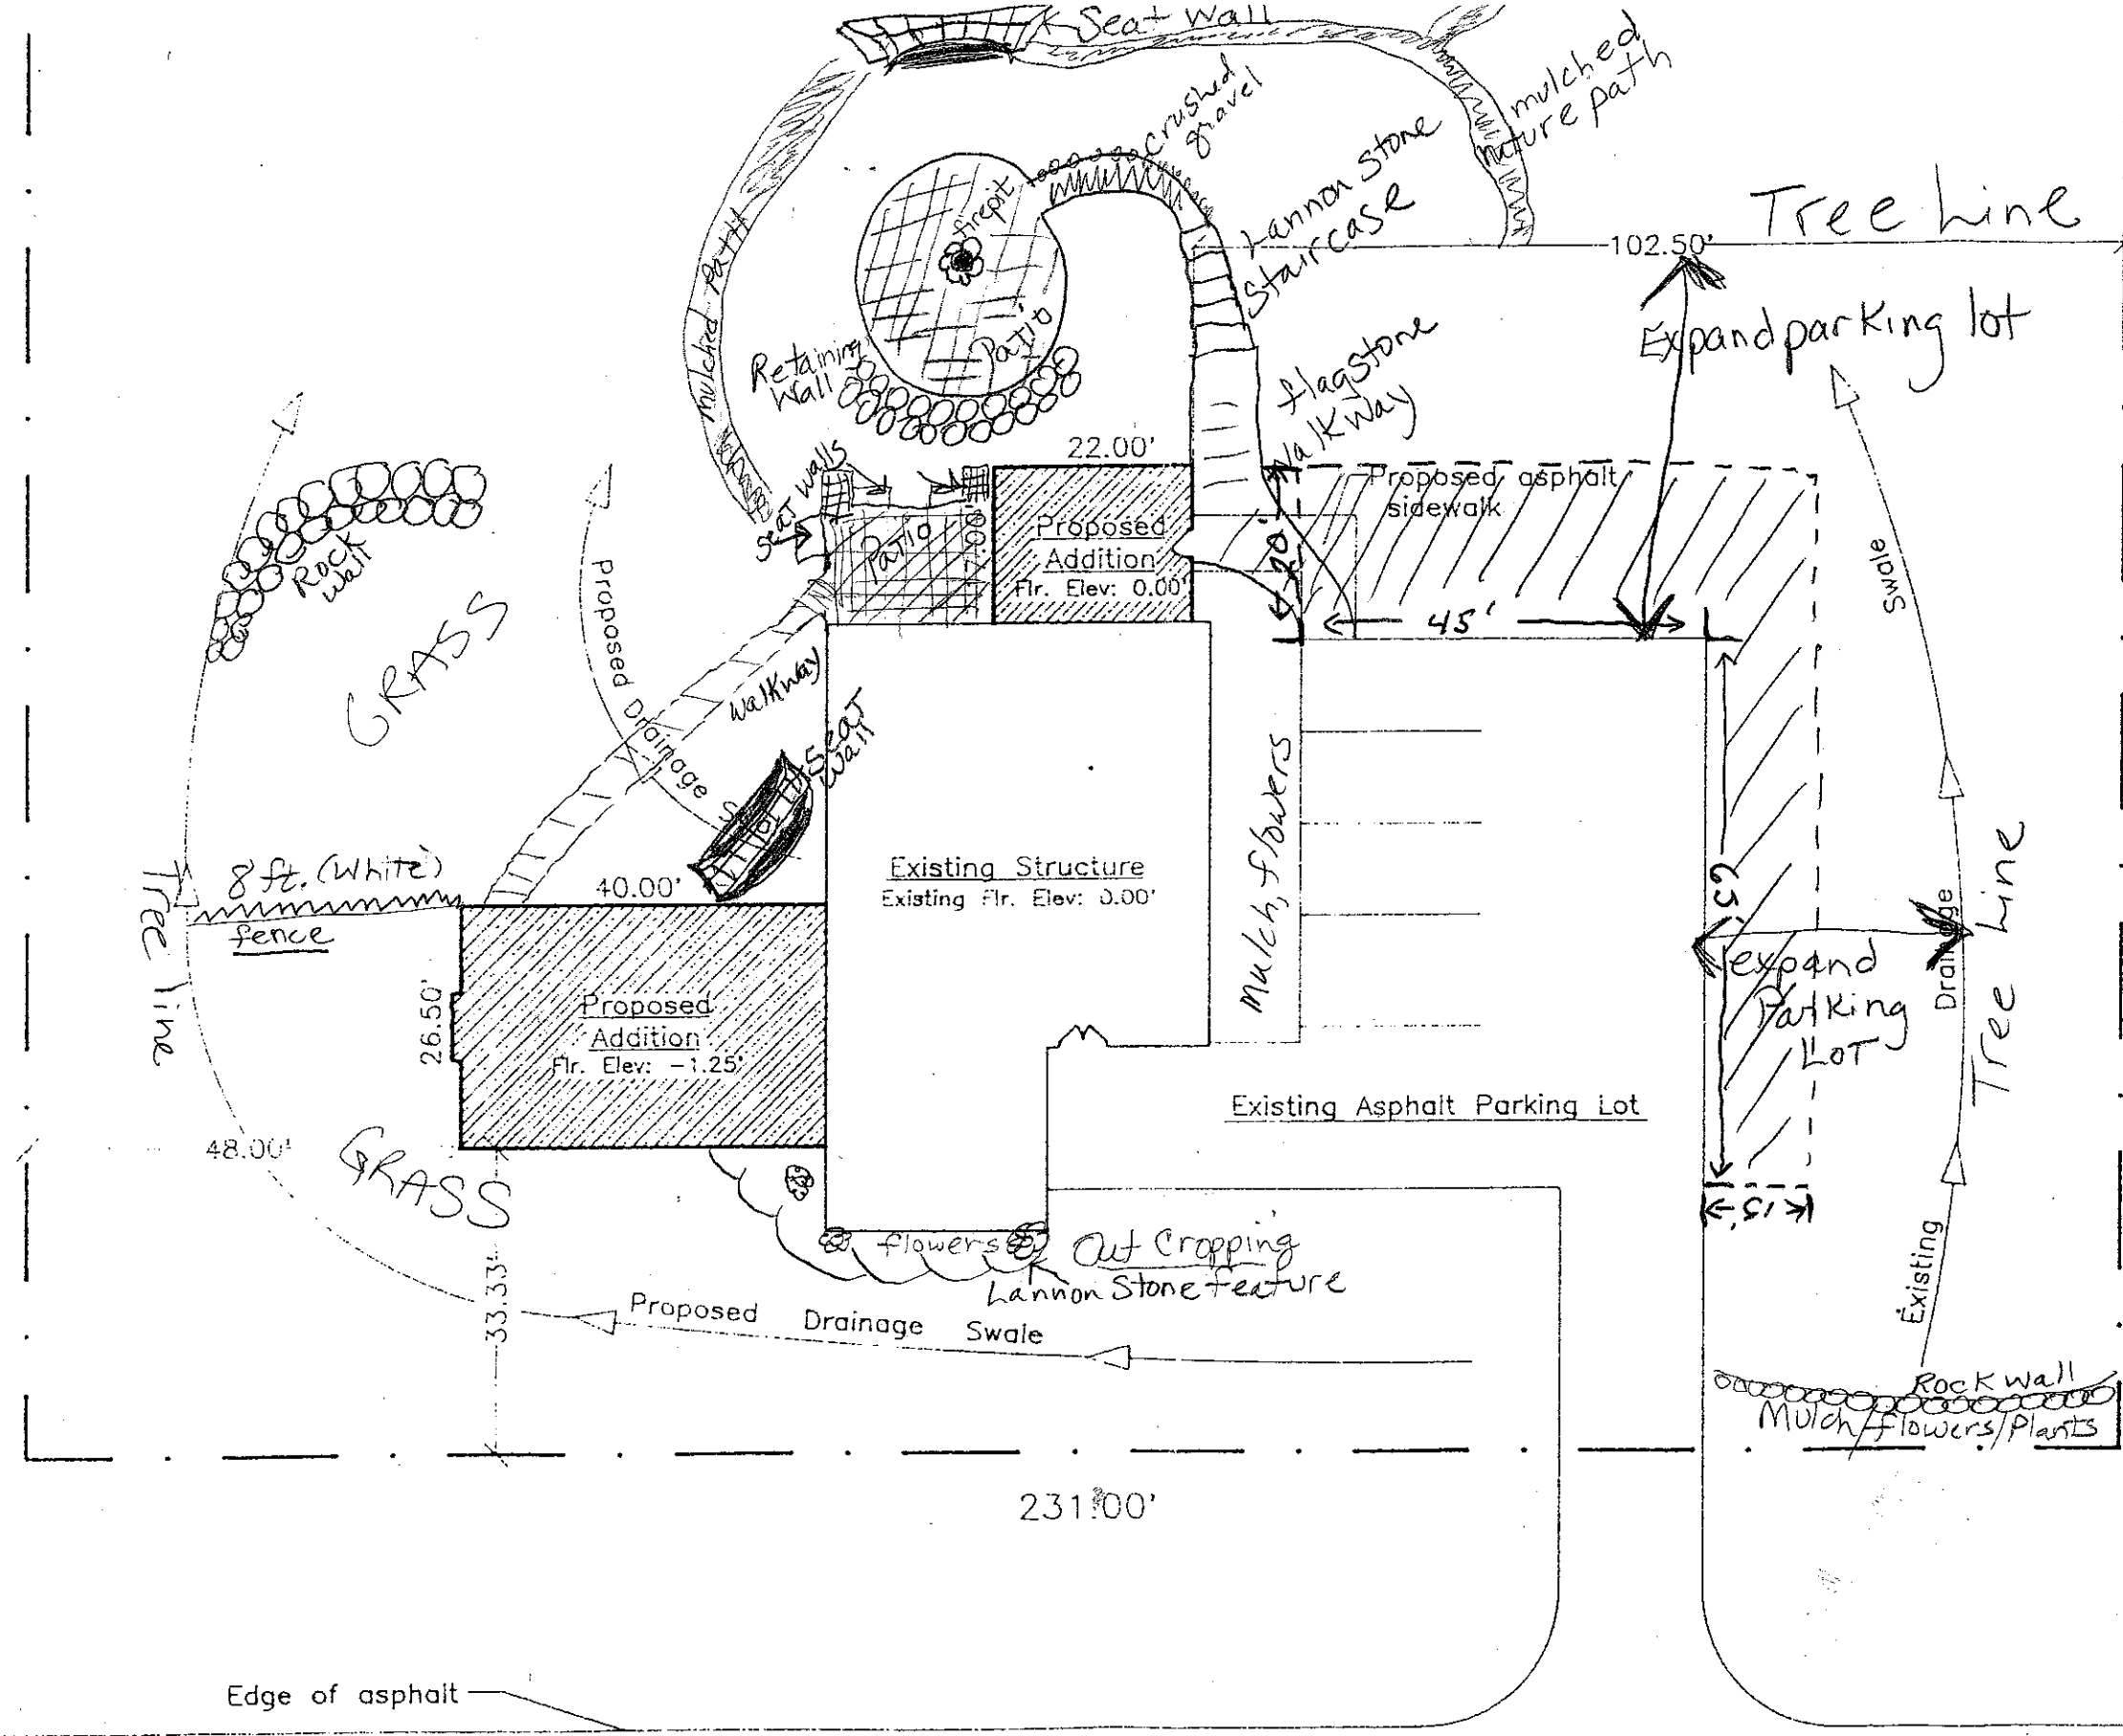 Seat Wall
mulched
nature path
crushed
gravel
Lannon Stone
Staircase
Tree Line
102.50'
Expand parking lot
firepit
Patio
Mulched Path
Retaining
Wall
flagstone
Walkway
22.00'
Seat Walls
Patio
Proposed
Addition
Flr. Elev: 0.00'
Proposed asphalt
sidewalk
20'
45'
Swale
Rock
Wall
GRASS
Proposed Drainage
Walkway
Seat
Wall
Mulch, flowers
65'
Existing Structure
Existing Flr. Elev: 0.00'
8 ft. (White)
fence
Tree line
40.00'
26.50'
Proposed
Addition
Flr. Elev: -1.25'
expand
Parking
LOT
Drainage
Tree Line
Existing Asphalt Parking Lot
48.00'
GRASS
15'
flowers
Out Cropping
Lannon Stone feature
33.33'
Proposed Drainage Swale
Existing
Rock Wall
Mulch/flowers/Plants
231.00'
Edge of asphalt